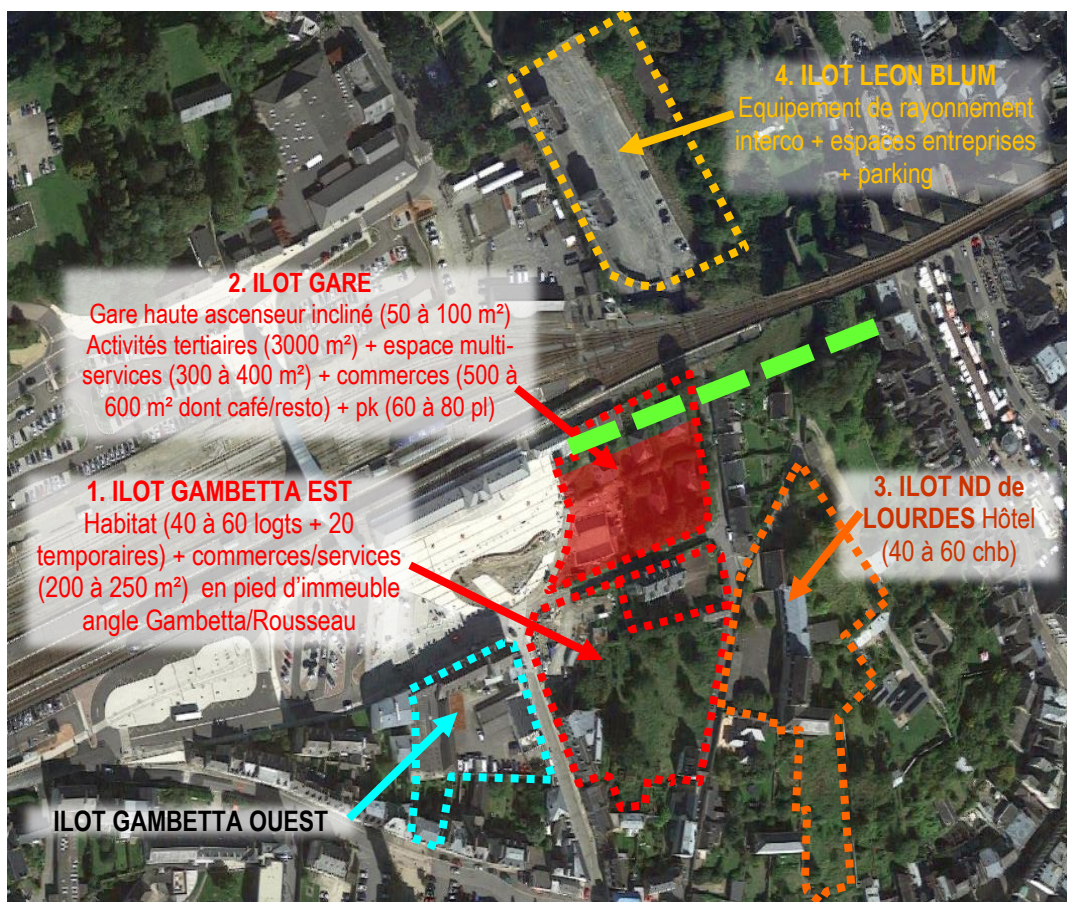 4. ILOT LEON BLUM
Equipement de rayonnement
interco + espaces entreprises
+ parking
2. ILOT GARE
Gare haute ascenseur incliné (50 à 100 m²)
Activités tertiaires (3000 m²) + espace multi-
services (300 à 400 m²) + commerces (500 à
600 m² dont café/resto) + pk (60 à 80 pl)
1. ILOT GAMBETTA EST
Habitat (40 à 60 logts + 20
temporaires) + commerces/services
(200 à 250 m²) en pied d'immeuble
angle Gambetta/Rousseau
3. ILOT ND de
LOURDES Hôtel
(40 à 60 chb)
ILOT GAMBETTA OUEST